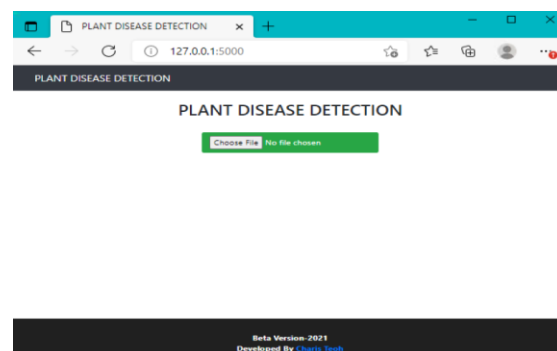 PLANT DISEASE DETECTION
127.0.0.1:5000
PLANT DISEASE DETECTION
PLANT DISEASE DETECTION
Choose File No file chosen
Beta Version-2021
Developed By Charis Teoh